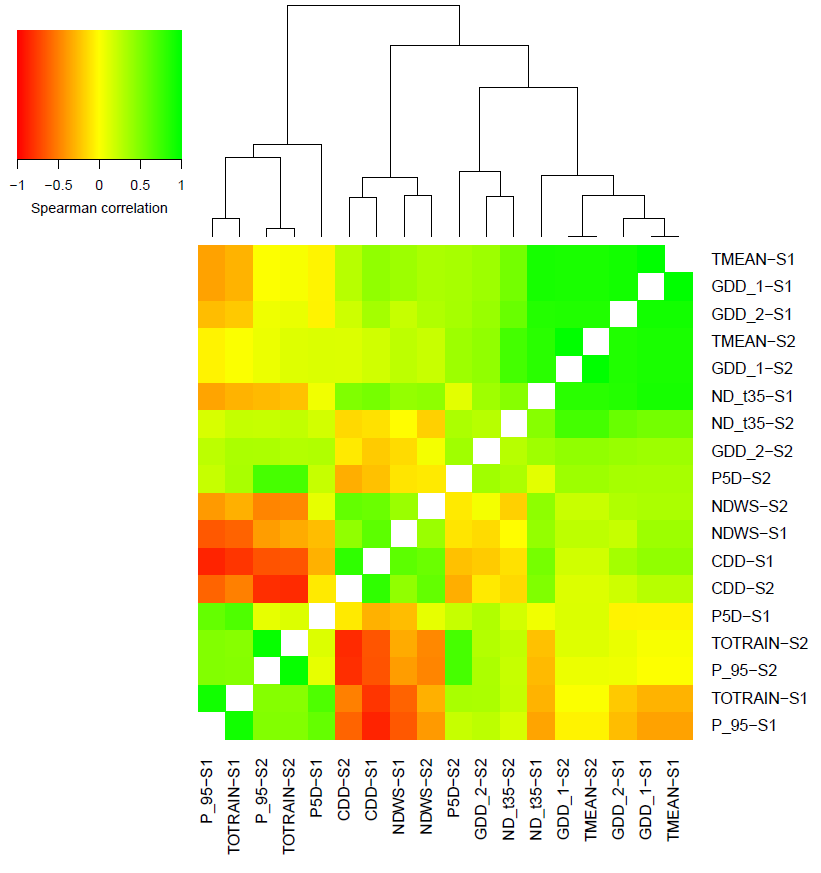 −1 −0.5 0 0.5 1
Spearman correlation
TMEAN−S1
GDD_1−S1
GDD_2−S1
TMEAN−S2
GDD_1−S2
ND_t35−S1
ND_t35−S2
GDD_2−S2
P5D−S2
NDWS−S2
NDWS−S1
CDD−S1
CDD−S2
P5D−S1
TOTRAIN−S2
P_95−S2
TOTRAIN−S1
P_95−S1
P_95−S1
TOTRAIN−S1
P_95−S2
TOTRAIN−S2
P5D−S1
CDD−S2
CDD−S1
NDWS−S1
NDWS−S2
P5D−S2
GDD_2−S2
ND_t35−S2
ND_t35−S1
GDD_1−S2
TMEAN−S2
GDD_2−S1
GDD_1−S1
TMEAN−S1